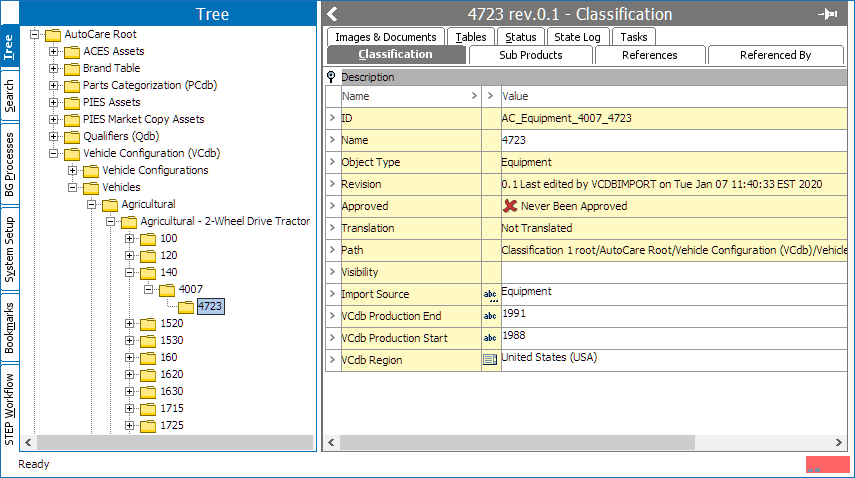 Tree
4723 rev.0.1 - Classification
Tree
Search
BG Processes
System Setup
Bookmarks
STEP Workflow
AutoCare Root
ACES Assets
Brand Table
Parts Categorization (PCdb)
PIES Assets
PIES Market Copy Assets
Qualifiers (Qdb)
Vehicle Configuration (VCdb)
Vehicle Configurations
Vehicles
Agricultural
Agricultural - 2-Wheel Drive Tractor
100
120
140
4007
4723
1520
1530
160
1620
1630
1715
1725
Images & Documents Tables Status State Log Tasks
Classification Sub Products References Referenced By
Description
Name > > Value
ID AC_Equipment_4007_4723
Name 4723
Object Type Equipment
Revision 0.1 Last edited by VCDBIMPORT on Tue Jan 07 11:40:33 EST 2020
Approved Never Been Approved
Translation Not Translated
Path Classification 1 root/AutoCare Root/Vehicle Configuration (VCdb)/Vehicle
Visibility
Import Source abc Equipment
VCdb Production End abc 1991
VCdb Production Start abc 1988
VCdb Region United States (USA)
Ready